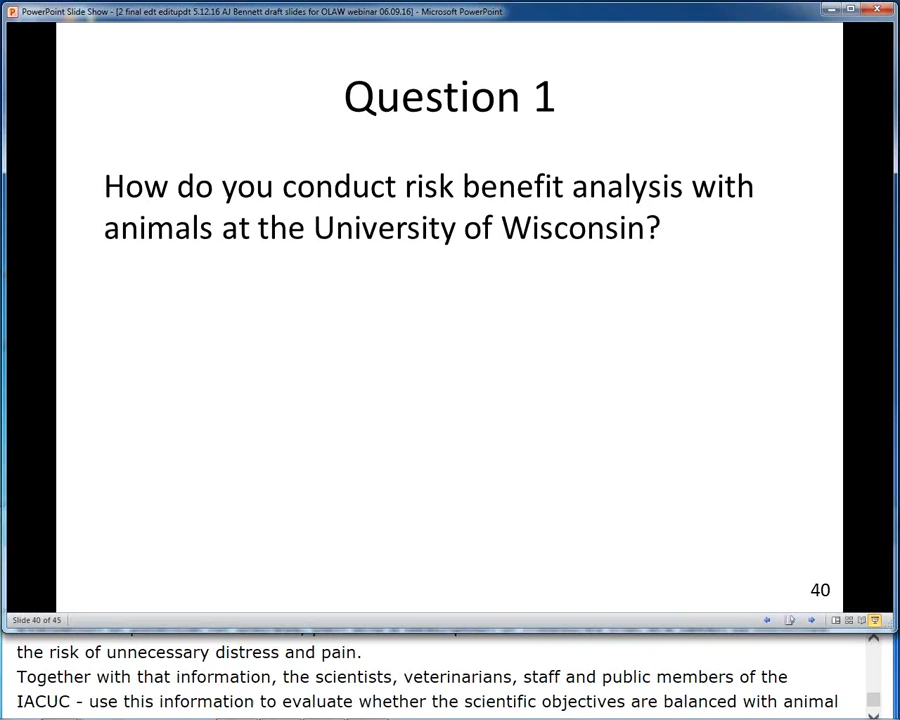 PowerPoint Slide Show - [2 final edt editupdt 5.12.16 AJ Bennett draft slides for OLAW webinar 06.09.16] - Microsoft PowerPoint
Question 1
How do you conduct risk benefit analysis with
animals at the University of Wisconsin?
40
Slide 40 of 45
the risk of unnecessary distress and pain.
Together with that information, the scientists, veterinarians, staff and public members of the
IACUC - use this information to evaluate whether the scientific objectives are balanced with animal